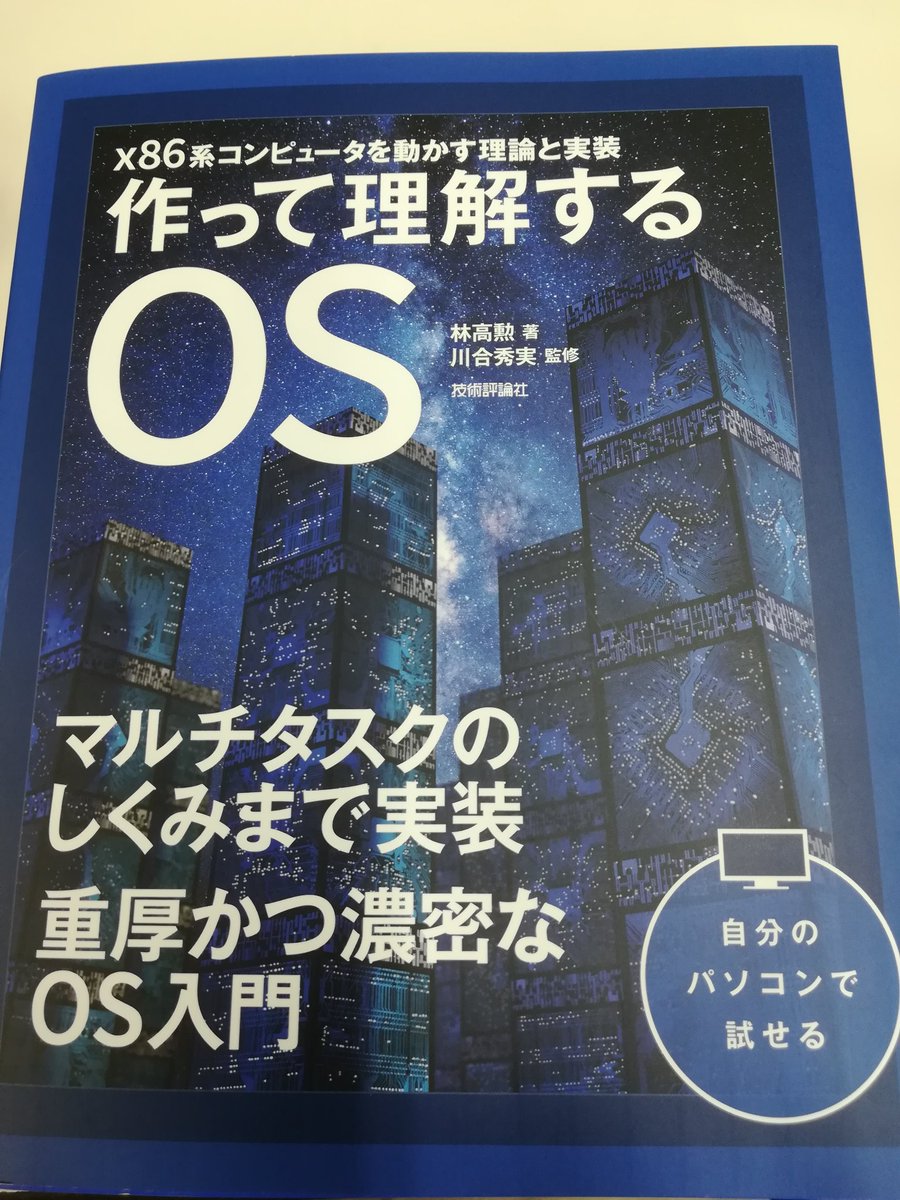 x86系コンピュータを動かす理論と実装
作って理解する
OS
林高勲 著
川合秀実 監修
技術評論社
マルチタスクの
しくみまで実装
重厚かつ濃密な
OS入門
自分の
パソコンで
試せる